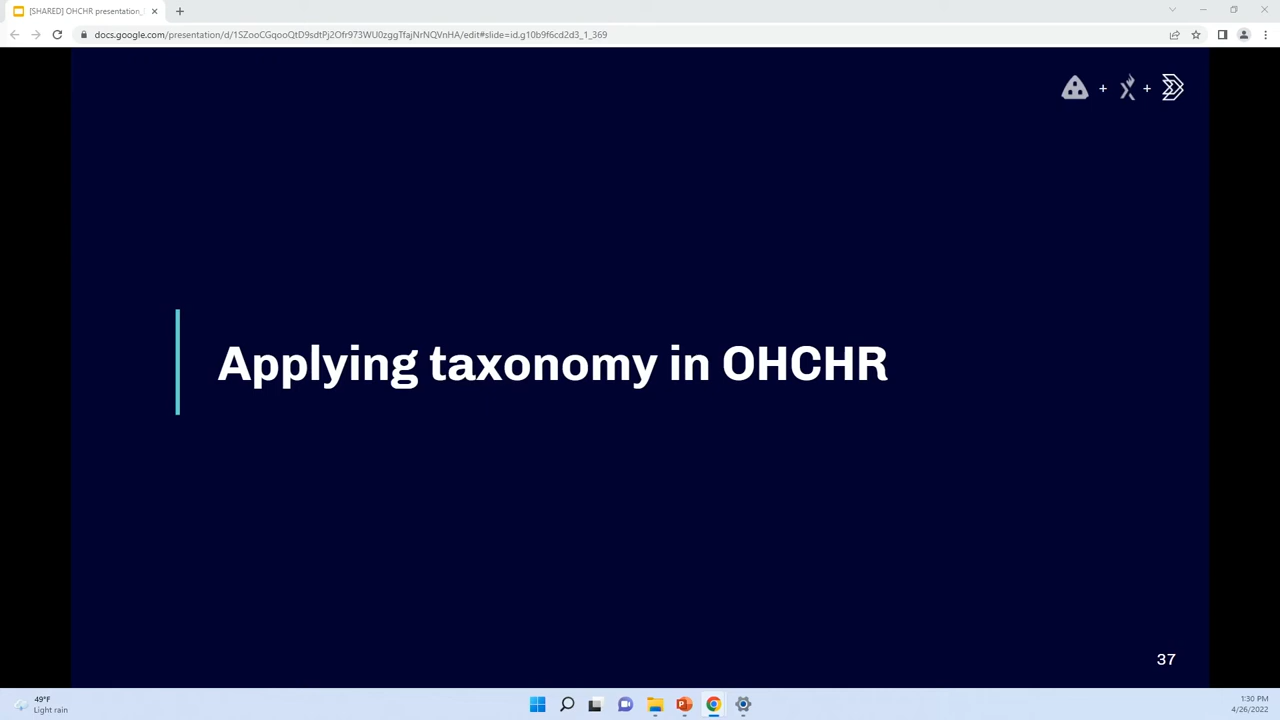 [SHARED] OHCHR presentation_
docs.google.com/presentation/d/1SZooCGqooQtD9sdtPj2Ofr973WU0zggTfajNrNQVnHA/edit#slide=id.g10b9f6cd2d3_1_369
+ +
Applying taxonomy in OHCHR
37
49°F
Light rain
1:30 PM
4/26/2022